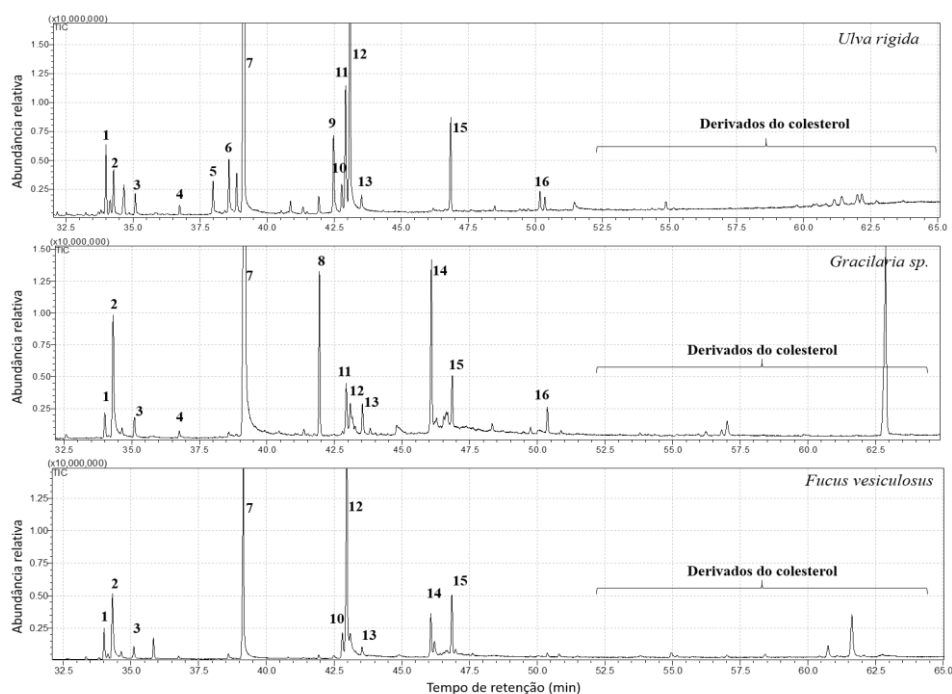 (x10,000,000)
TIC
Ulva rigida
1.50
1.25
1.00
0.75
0.50
0.25
Abundância relativa
1
2
3
4
5
6
7
9
10
11
12
13
15
16
Derivados do colesterol
32.5 35.0 37.5 40.0 42.5 45.0 47.5 50.0 52.5 55.0 57.5 60.0 62.5 65.0
(x10,000,000)
TIC
Gracilaria sp.
1.50
1.25
1.00
0.75
0.50
0.25
Abundância relativa
1
2
3
4
7
8
11
12
13
14
15
16
Derivados do colesterol
32.5 35.0 37.5 40.0 42.5 45.0 47.5 50.0 52.5 55.0 57.5 60.0 62.5
(x10,000,000)
TIC
Fucus vesiculosus
1.25
1.00
0.75
0.50
0.25
Abundância relativa
1
2
3
7
10
12
13
14
15
Derivados do colesterol
32.5 35.0 37.5 40.0 42.5 45.0 47.5 50.0 52.5 55.0 57.5 60.0 62.5 65.0
Tempo de retenção (min)